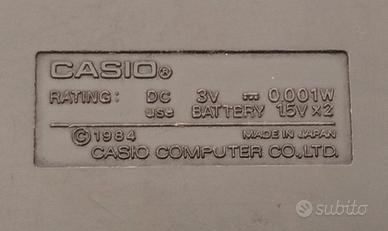 CASIO®
RATING: DC 3V ⎓ 0.001W
use BATTERY 1.5V×2
©1984 MADE IN JAPAN
CASIO COMPUTER CO.,LTD.
subito